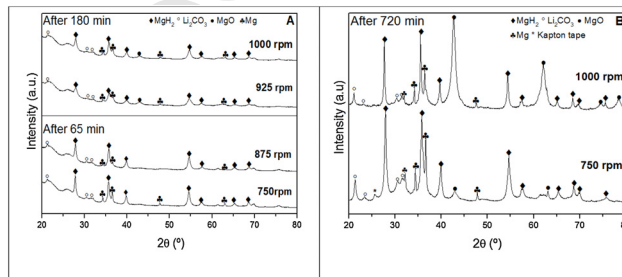 After 180 min
A
◆MgH₂ ○Li₂CO₃ ●MgO ♣Mg
1000 rpm
925 rpm
After 65 min
875 rpm
750rpm
Intensity (a.u.)
20 30 40 50 60 70 80
2θ (º)
After 720 min
B
◆MgH₂ ○Li₂CO₃ ●MgO
♣Mg * Kapton tape
1000 rpm
750 rpm
Intensity (a.u.)
20 30 40 50 60 70 80
2θ (º)